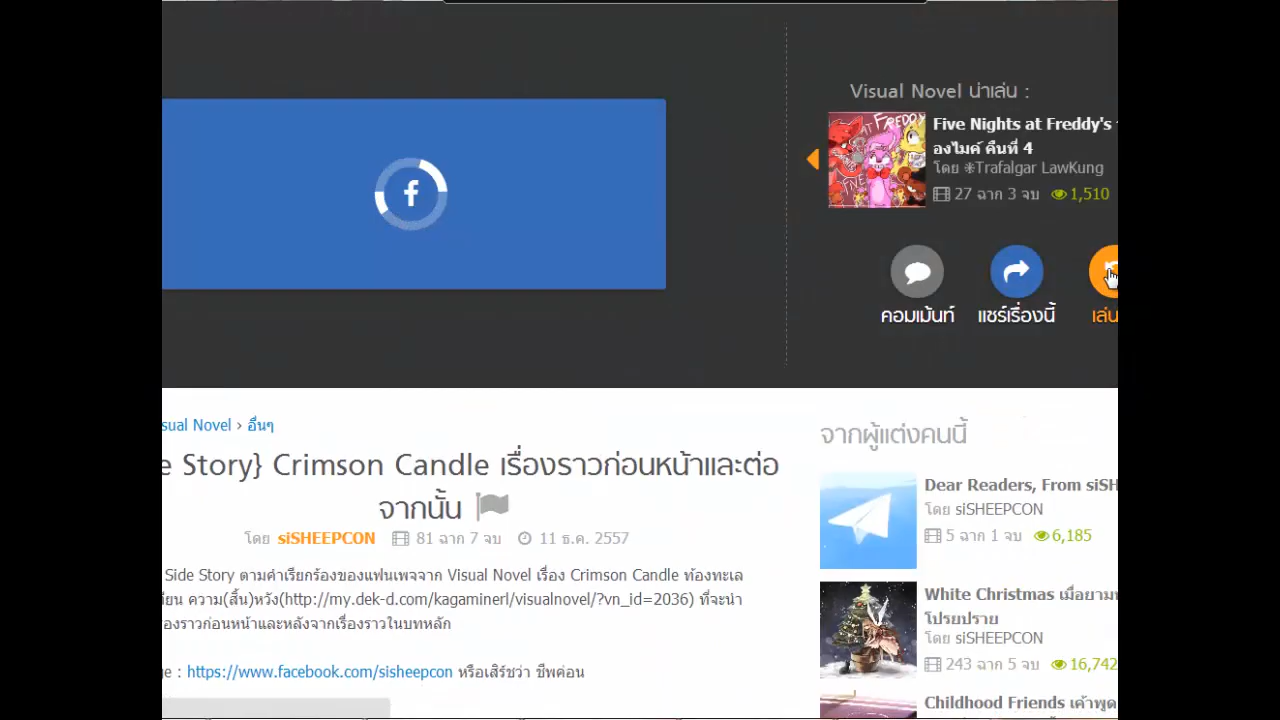 Visual Novel น่าเล่น :
Five Nights at Freddy's
องไมค์ คืนที่ 4
โดย ⁜Trafalgar LawKung
27 ฉาก 3 จบ 1,510
คอมเม้นท์ แชร์เรื่องนี้ เล่น
sual Novel › อื่นๆ
e Story} Crimson Candle เรื่องราวก่อนหน้าและต่อ
จากนั้น
โดย siSHEEPCON 81 ฉาก 7 จบ 11 ธ.ค. 2557
Side Story ตามคำเรียกร้องของแฟนเพจจาก Visual Novel เรื่อง Crimson Candle ท้องทะเล
ียน ความ(สิ้น)หวัง(http://my.dek-d.com/kagaminerl/visualnovel/?vn_id=2036) ที่จะนำ
องราวก่อนหน้าและหลังจากเรื่องราวในบทหลัก
e : https://www.facebook.com/sisheepcon หรือเสิร์ชว่า ชีพค่อน
จากผู้แต่งคนนี้
Dear Readers, From siSH
โดย siSHEEPCON
5 ฉาก 1 จบ 6,185
White Christmas เมื่อยาม
โปรยปราย
โดย siSHEEPCON
243 ฉาก 5 จบ 16,742
Childhood Friends เค้าพูด